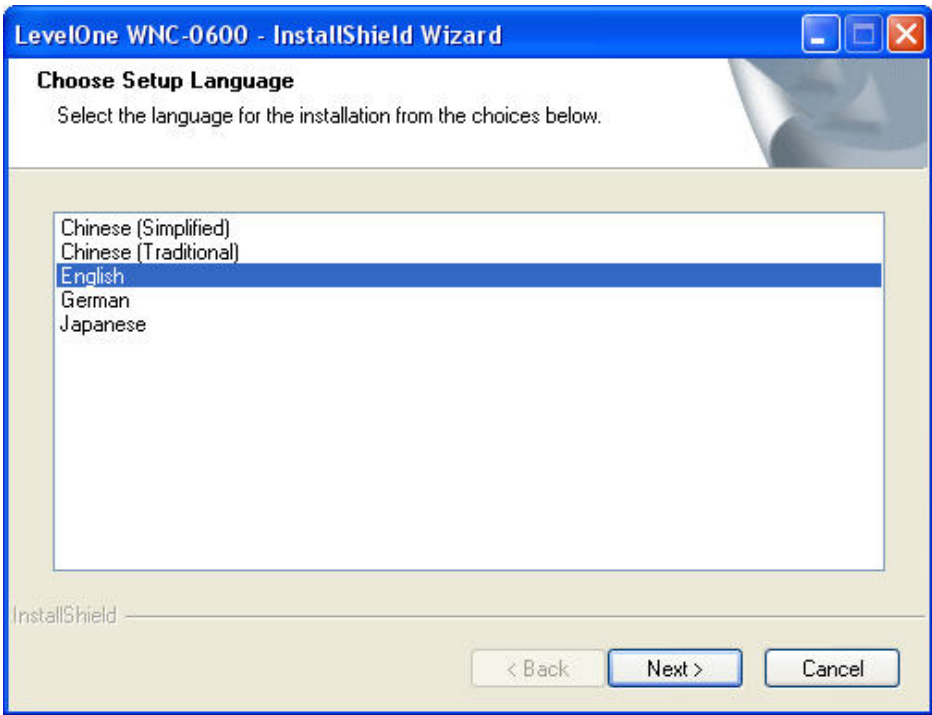 LevelOne WNC-0600 - InstallShield Wizard
Choose Setup Language
Select the language for the installation from the choices below.
Chinese (Simplified)
Chinese (Traditional)
English
German
Japanese
InstallShield
< Back Next > Cancel